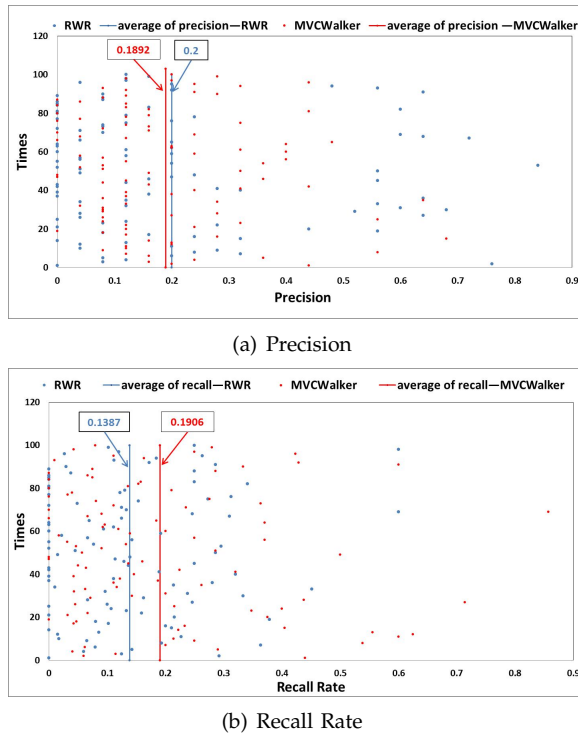 RWR average of precision—RWR MVCWalker average of precision —MVCWalker
120
0.1892 0.2
100
80
60
40
20
0
Times
0 0.1 0.2 0.3 0.4 0.5 0.6 0.7 0.8 0.9
Precision
(a) Precision
RWR average of recall—RWR MVCWalker average of recall—MVCWalker
120
0.1387 0.1906
100
80
60
40
20
0
Times
0 0.1 0.2 0.3 0.4 0.5 0.6 0.7 0.8 0.9
Recall Rate
(b) Recall Rate